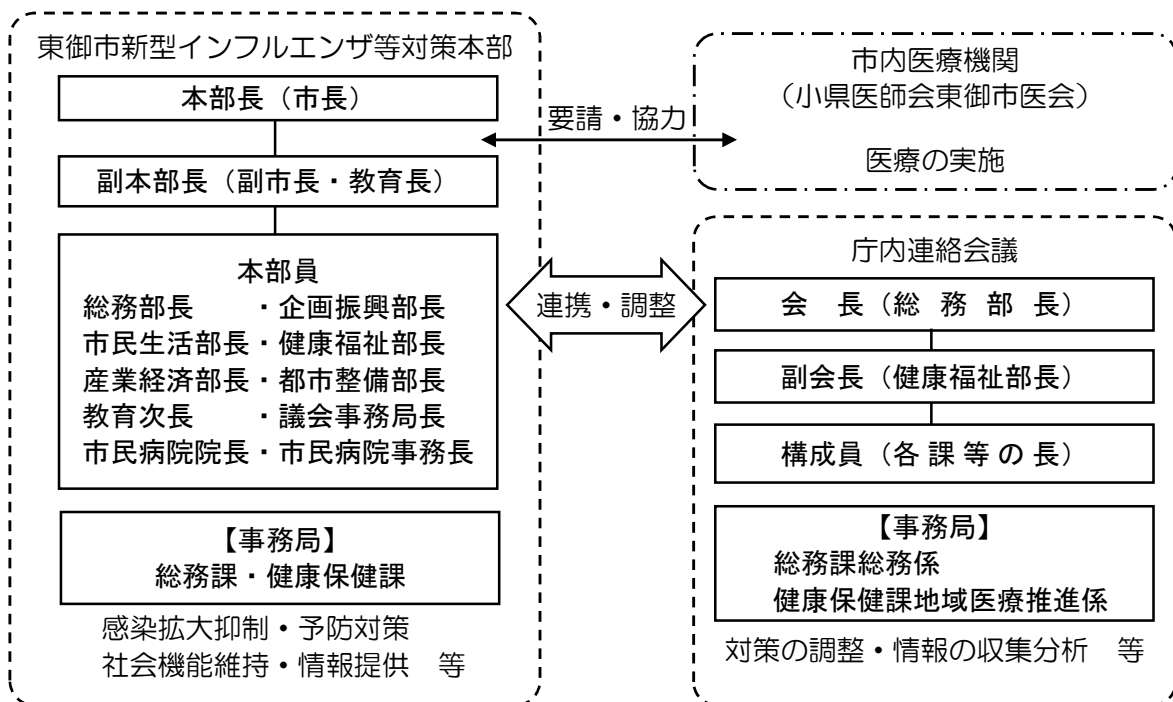 東御市新型インフルエンザ等対策本部
本部長（市長）
副本部長（副市長・教育長）
本部員
総務部長　　・企画振興部長
市民生活部長・健康福祉部長
産業経済部長・都市整備部長
教育次長　　・議会事務局長
市民病院院長・市民病院事務長
【事務局】
総務課・健康保健課
感染拡大抑制・予防対策
社会機能維持・情報提供　等
要請・協力
連携・調整
市内医療機関
（小県医師会東御市医会）
医療の実施
庁内連絡会議
会　長（総 務 部 長）
副会長（健康福祉部長）
構成員（各 課 等 の 長）
【事務局】
総務課総務係
健康保健課地域医療推進係
対策の調整・情報の収集分析　等